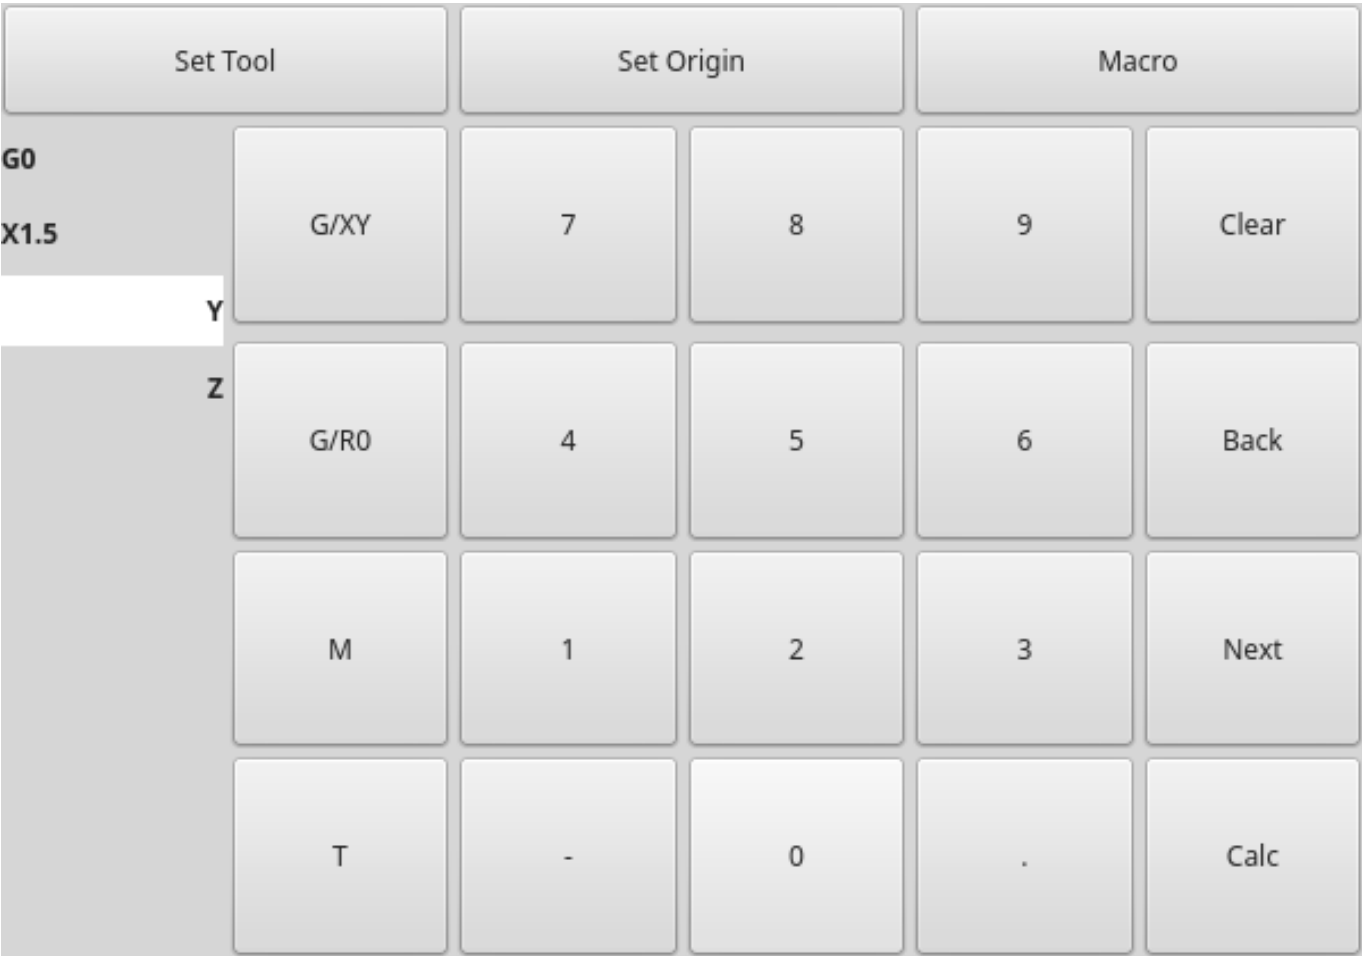 Set Tool Set Origin Macro
G0
X1.5
Y
Z
G/XY 7 8 9 Clear
G/R0 4 5 6 Back
M 1 2 3 Next
T - 0 . Calc